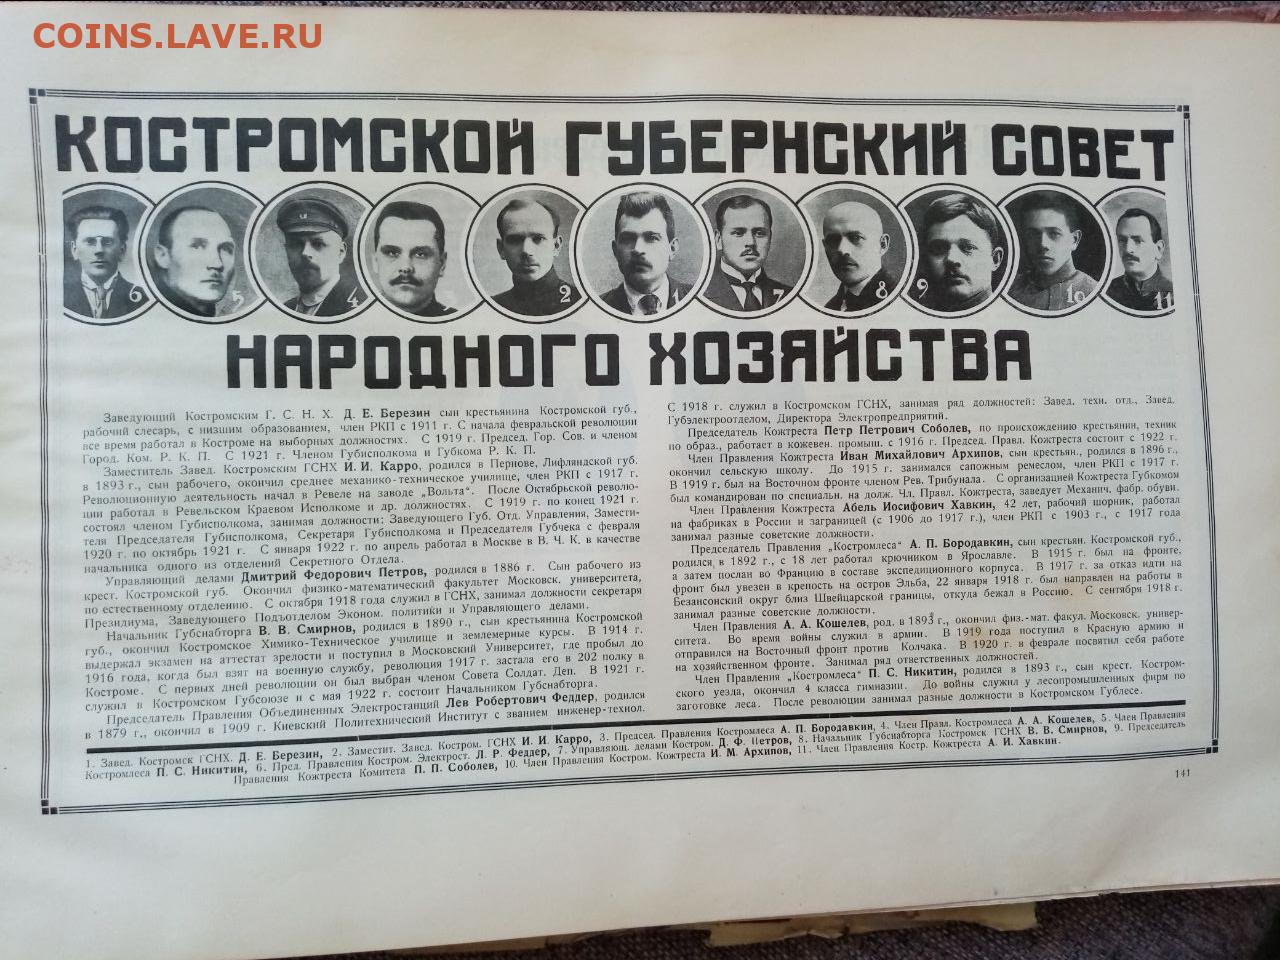 COINS.LAVE.RU
КОСТРОМСКОЙ ГУБЕРНСКИЙ СОВЕТ
6 5 4 3 2 1 7 8 9 10 11
НАРОДНОГО ХОЗЯЙСТВА
Заведующий Костромским Г. С. Н. Х. Д. Е. Березин сын крестьянина Костромской губ.,
рабочий слесарь, с низшим образованием, член РКП с 1911 г. С начала февральской революции
все время работал в Костроме на выборных должностях. С 1919 г. Председ. Гор. Сов. и членом
Город. Ком. Р. К. П. С 1921 г. Членом Губисполкома и Губкома Р. К. П.
Заместитель Завед. Костромским ГСНХ И. И. Карро, родился в Пернове, Лифляндской губ.
в 1893 г., сын рабочего, окончил среднее механико-техническое училище, член РКП с 1917 г.
Революционную деятельность начал в Ревеле на заводе „Вольта“. После Октябрьской револю-
ции работал в Ревельском Краевом Исполкоме и др. должностях. С 1919 г. по конец 1921 г.
состоял членом Губисполкома, занимая должности: Заведующего Губ. Отд. Управления, Замести-
теля Председателя Губисполкома, Секретаря Губисполкома и Председателя Губчека с февраля
1920 г. по октябрь 1921 г. С января 1922 г. по апрель работал в Москве в В. Ч. К. в качестве
начальника одного из отделений Секретного Отдела.
Управляющий делами Дмитрий Федорович Петров, родился в 1886 г. Сын рабочего из
крест. Костромской губ. Окончил физико-математический факультет Московск. университета,
по естественному отделению. С октября 1918 года служил в ГСНХ, занимал должности секретаря
Президиума, Заведующего Подъотделом Эконом. политики и Управляющего делами.
Начальник Губснабторга В. В. Смирнов, родился в 1890 г., сын крестьянина Костромской
губ., окончил Костромское Химико-Техническое училище и землемерные курсы. В 1914 г.
выдержал экзамен на аттестат зрелости и поступил в Московский Университет, где пробыл до
1916 года, когда был взят на военную службу, революция 1917 г. застала его в 202 полку в
Костроме. С первых дней революции он был выбран членом Совета Солдат. Деп. В 1921 г.
служил в Костромском Губсоюзе и с мая 1922 г. состоит Начальником Губснабторга.
Председатель Правления Объединенных Электростанций Лев Робертович Феддер, родился
в 1879 г., окончил в 1909 г. Киевский Политехнический Институт с званием инженер-технол.
С 1918 г. служил в Костромском ГСНХ, занимая ряд должностей: Завед. техн. отд., Завед.
Губэлектроотделом, Директора Электропредприятий.
Председатель Кожтреста Петр Петрович Соболев, по происхождению крестьянин, техник
по образ., работает в кожевен. промыш. с 1916 г. Председ. Правл. Кожтреста состоит с 1922 г.
Член Правления Кожтреста Иван Михайлович Архипов, сын крестьян., родился в 1896 г.,
окончил сельскую школу. До 1915 г. занимался сапожным ремеслом, член РКП с 1917 г.
В 1919 г. был на Восточном фронте членом Рев. Трибунала. С организацией Кожтреста Губкомом
был командирован по специальн. на долж. Чл. Правл. Кожтреста, заведует Механич. фабр. обуви.
Член Правления Кожтреста Абель Иосифович Хавкин, 42 лет, рабочий шорник, работал
на фабриках в России и заграницей (с 1906 до 1917 г.), член РКП с 1903 г., с 1917 года
занимал разные советские должности.
Председатель Правления „Костромлеса“ А. П. Бородавкин, сын крестьян. Костромской губ.,
родился в 1892 г., с 18 лет работал крючником в Ярославле. В 1915 г. был на фронте,
а затем послан во Францию в составе экспедиционного корпуса. В 1917 г. за отказ идти на
фронт был увезен в крепость на остров Эльба, 22 января 1918 г. был направлен на работы в
Безансонский округ близ Швейцарской границы, откуда бежал в Россию. С сентября 1918 г.
занимал разные советские должности.
Член Правления А. А. Кошелев, род. в 1893 г., окончил физ.-мат. факул. Московск. универ-
ситета. Во время войны служил в армии. В 1919 года поступил в Красную армию и
отправился на Восточный фронт против Колчака. В 1920 г. в феврале посвятил себя работе
на хозяйственном фронте. Занимал ряд ответственных должностей.
Член Правления „Костромлеса“ П. С. Никитин, родился в 1893 г., сын крест. Костром-
ского уезда, окончил 4 класса гимназии. До войны служил у лесопромышленных фирм по
заготовке леса. После революции занимал разные должности в Костромском Гублесе.
1. Завед. Костромск ГСНХ. Д. Е. Березин, 2. Заместит. Завед. Костром. ГСНХ И. И. Карро, 3. Председ. Правления Костромлеса А. П. Бородавкин, 4. Член Правл. Костромлеса А. А. Кошелев, 5. Член Правления
Костромлеса П. С. Никитин, 6. Пред. Правления Костром. Электрост. Л. Р. Феддер, 7. Управляющ. делами Костром. Д. Ф. Петров, 8. Начальник Губснабторга Костромск ГСНХ В. В. Смирнов, 9. Председатель
Правления Кожтреста Комитета П. П. Соболев, 10. Член Правления Костром. Кожтреста И. М. Архипов, 11. Член Правления Костр. Кожтреста А. И. Хавкин.
141